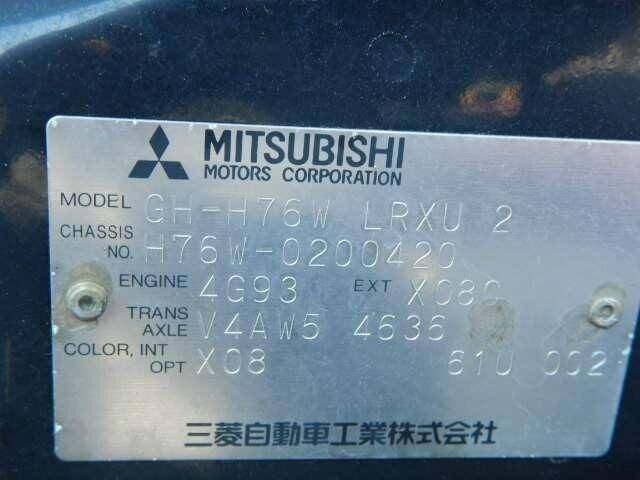 MITSUBISHI
MOTORS CORPORATION
MODEL GH-H76W LRXU 2
CHASSIS NO. H76W-0200420
ENGINE 4G93 EXT X08C
TRANS AXLE V4AW5 4636
COLOR, INT OPT X08 61U 002
三菱自動車工業株式会社